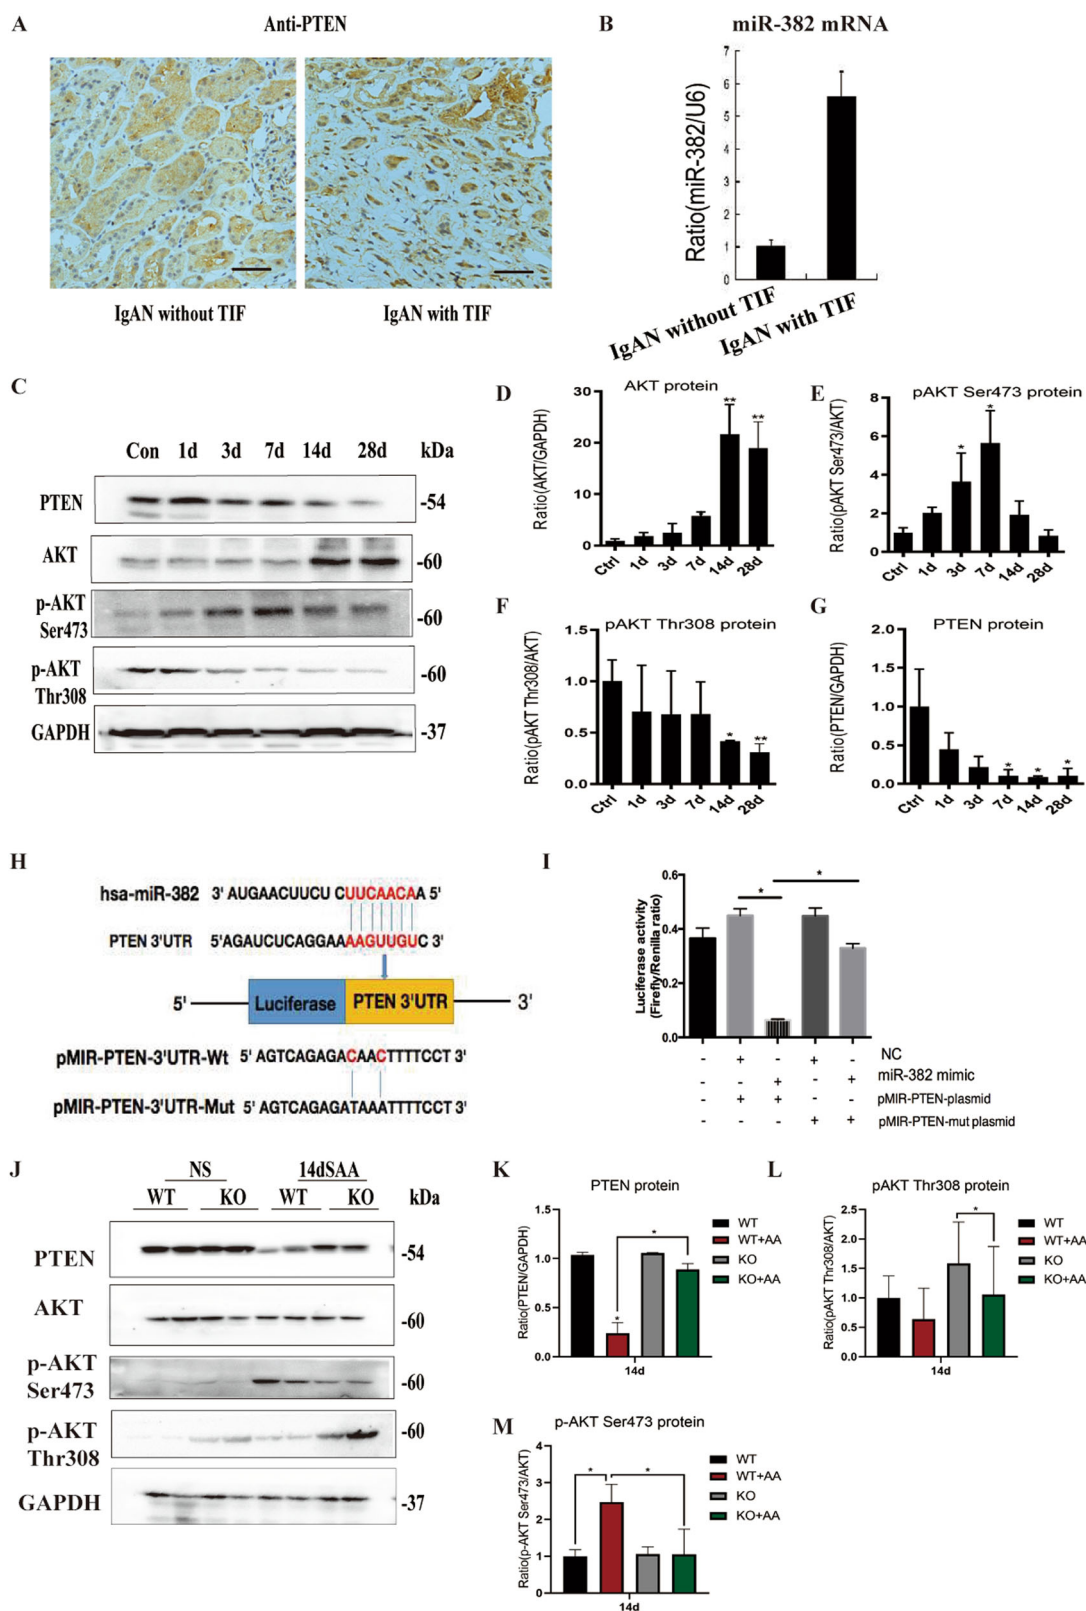 A
Anti-PTEN
IgAN without TIF
IgAN with TIF
B
miR-382 mRNA
Ratio(miR-382/U6)
7
6
5
4
3
2
1
0
IgAN without TIF
IgAN with TIF
C
Con 1d 3d 7d 14d 28d kDa
PTEN -54
AKT -60
p-AKT
Ser473 -60
p-AKT
Thr308 -60
GAPDH -37
D
AKT protein
Ratio(AKT/GAPDH)
30
20
10
0
** **
Ctrl 1d 3d 7d 14d 28d
E
pAKT Ser473 protein
Ratio(pAKT Ser473/AKT)
8
6
4
2
0
* *
Ctrl 1d 3d 7d 14d 28d
F
pAKT Thr308 protein
Ratio(pAKT Thr308/AKT)
1.5
1.0
0.5
0.0
* **
Ctrl 1d 3d 7d 14d 28d
G
PTEN protein
Ratio(PTEN/GAPDH)
2.0
1.5
1.0
0.5
0.0
* * *
Ctrl 1d 3d 7d 14d 28d
H
hsa-miR-382 3' AUGAACUUCU CUUCAACAA 5'
PTEN 3'UTR 5'AGAUCUCAGGAA AAGUUGUC 3'
5' Luciferase PTEN 3'UTR 3'
pMIR-PTEN-3'UTR-Wt 5' AGTCAGAGACAACTTTTCCT 3'
pMIR-PTEN-3'UTR-Mut 5' AGTCAGAGATAAATTTTCCT 3'
I
Luciferase activity
(Firefly/Renilla ratio)
0.6
0.4
0.2
0.0
* *
- + - + - NC
- - + - + miR-382 mimic
- + + - - pMIR-PTEN-plasmid
- - - + + pMIR-PTEN-mut plasmid
J
NS 14dSAA
WT KO WT KO kDa
PTEN -54
AKT -60
p-AKT
Ser473 -60
p-AKT
Thr308 -60
GAPDH -37
K
PTEN protein
Ratio(PTEN/GAPDH)
1.5
1.0
0.5
0.0
* *
14d
WT
WT+AA
KO
KO+AA
L
pAKT Thr308 protein
Ratio(pAKT Thr308/AKT)
2.5
2.0
1.5
1.0
0.5
0.0
*
14d
WT
WT+AA
KO
KO+AA
M
p-AKT Ser473 protein
Ratio(p-AKT Ser473/AKT)
4
3
2
1
0
* *
14d
WT
WT+AA
KO
KO+AA